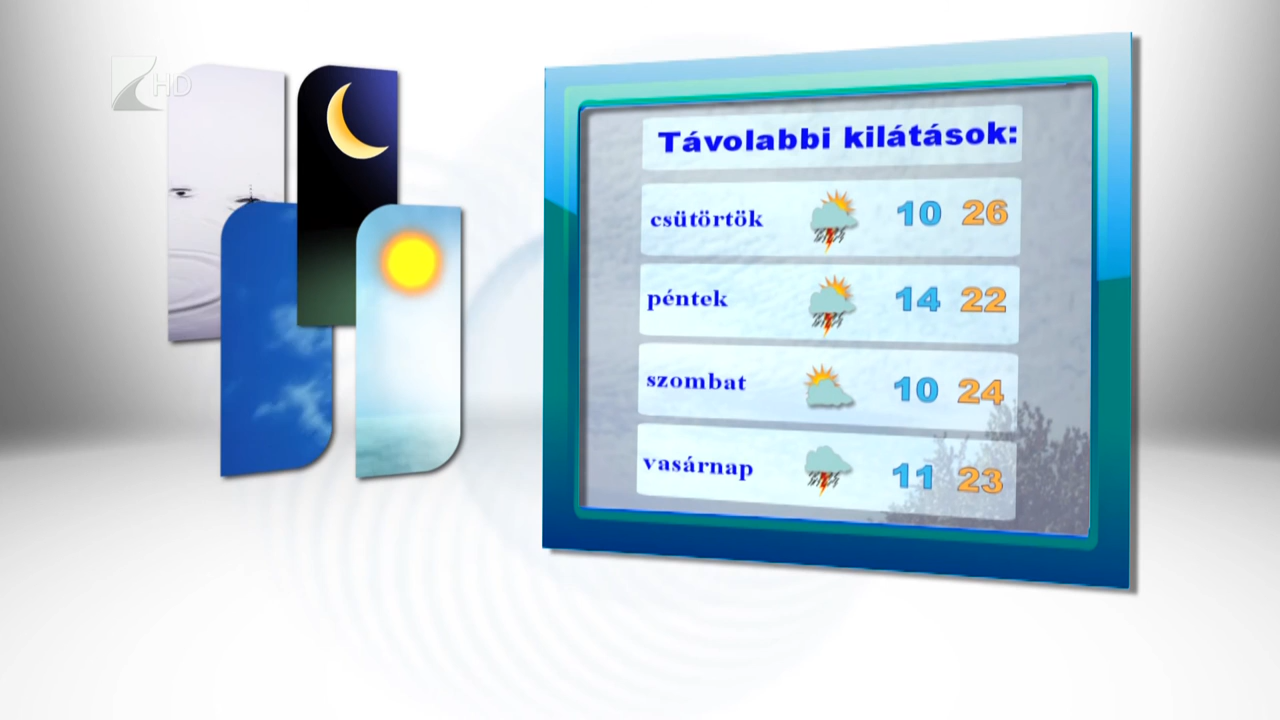 HD
Távolabbi kilátások:
csütörtök 10 26
péntek 14 22
szombat 10 24
vasárnap 11 23